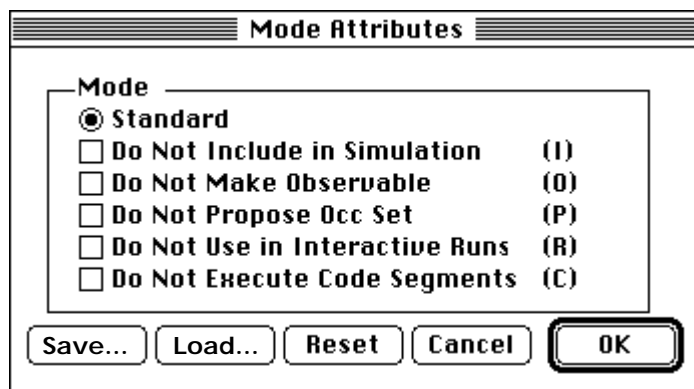 Mode Attributes
Mode
Standard
Do Not Include in Simulation (I)
Do Not Make Observable (O)
Do Not Propose Occ Set (P)
Do Not Use in Interactive Runs (R)
Do Not Execute Code Segments (C)
Save... Load... Reset Cancel OK